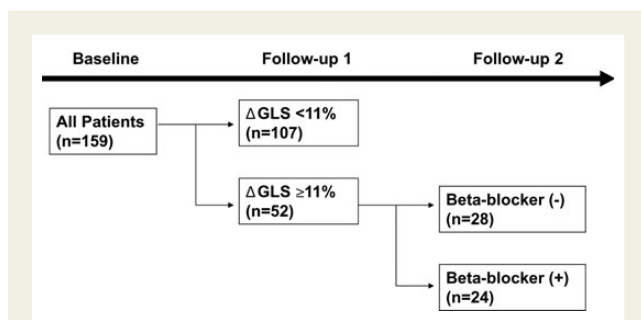 Baseline
Follow-up 1
Follow-up 2
All Patients
(n=159)
ΔGLS <11%
(n=107)
ΔGLS ≥11%
(n=52)
Beta-blocker (-)
(n=28)
Beta-blocker (+)
(n=24)